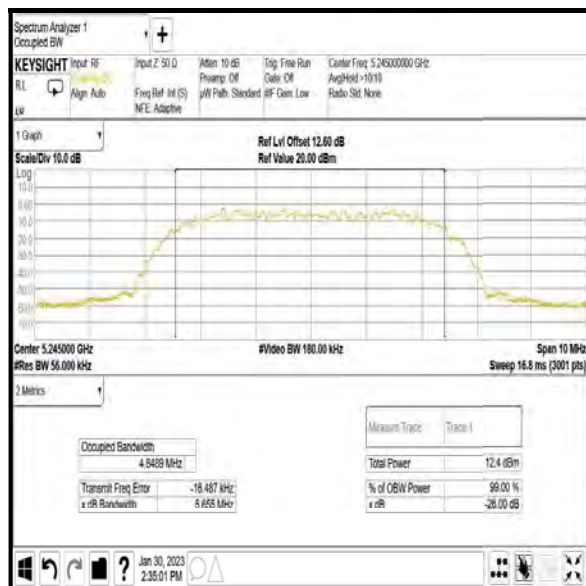 Spectrum Analyzer 1
Occupied BW
KEYSIGHT Input: RF Input Z: 50 Ω Atten: 10 dB Trig: Free Run Center Freq: 5.245000000 GHz
Preamp: Off Gate: Off Avg|Hold: >10/10
Align: Auto Freq Ref: Int (S) µW Path: Standard #IF Gain: Low Radio Std: None
NFE: Adaptive
1 Graph
Ref Lvl Offset 12.60 dB
Scale/Div 10.0 dB Ref Value 20.00 dBm
Log
Center 5.245000 GHz #Video BW 180.00 kHz Span 10 MHz
#Res BW 56.000 kHz Sweep 16.8 ms (3001 pts)
2 Metrics
Measure Trace Trace 1
Occupied Bandwidth
4.8489 MHz Total Power 12.4 dBm
Transmit Freq Error -16.487 kHz % of OBW Power 99.00 %
x dB Bandwidth 5.655 MHz x dB -26.00 dB
Jan 30, 2023
2:35:01 PM